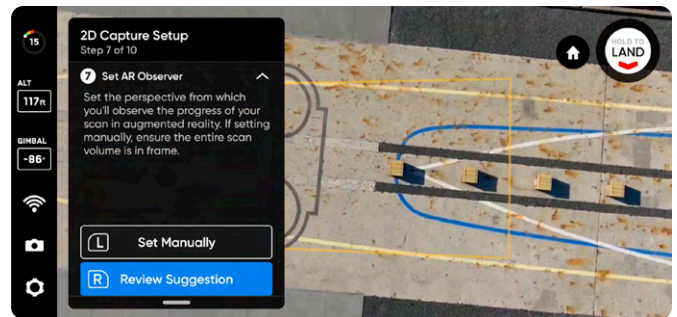 15
ALT
117ft
GIMBAL
-86°
2D Capture Setup
Step 7 of 10
7 Set AR Observer
Set the perspective from which
you'll observe the progress of your
scan in augmented reality. If setting
manually, ensure the entire scan
volume is in frame.
L Set Manually
R Review Suggestion
HOLD TO
LAND